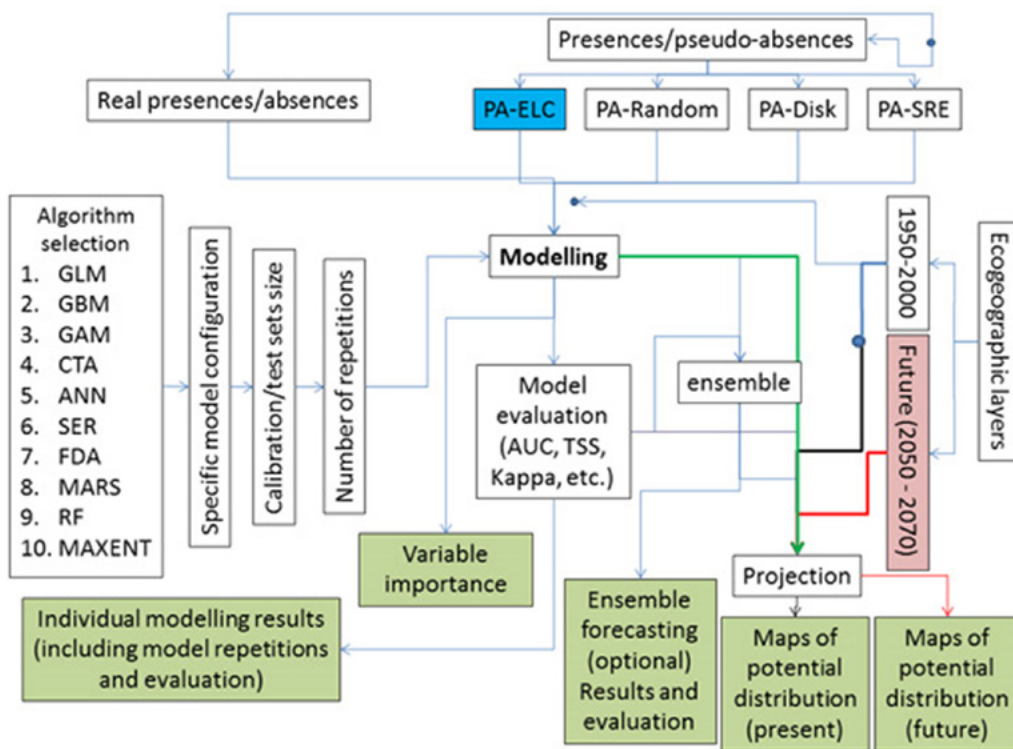 Presences/pseudo-absences
Real presences/absences
PA-ELC
PA-Random
PA-Disk
PA-SRE
Algorithm
selection
1. GLM
2. GBM
3. GAM
4. CTA
5. ANN
6. SER
7. FDA
8. MARS
9. RF
10. MAXENT
Specific model configuration
Calibration/test sets size
Number of repetitions
Modelling
Model
evaluation
(AUC, TSS,
Kappa, etc.)
ensemble
1950-2000
Future (2050 - 2070)
Ecogeographic layers
Variable
importance
Projection
Individual modelling results
(including model repetitions
and evaluation)
Ensemble
forecasting
(optional)
Results and
evaluation
Maps of
potential
distribution
(present)
Maps of
potential
distribution
(future)